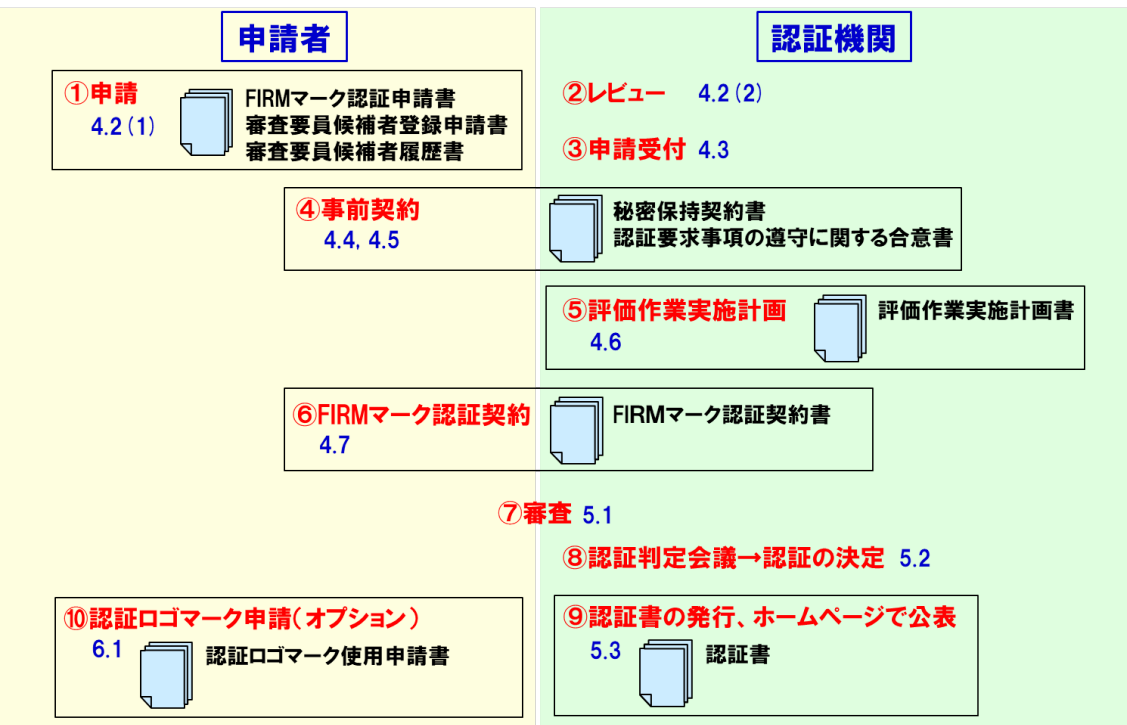 申請者
認証機関
①申請
4.2(1)
FIRMマーク認証申請書
審査要員候補者登録申請書
審査要員候補者履歴書
②レビュー 4.2(2)
③申請受付 4.3
④事前契約
4.4, 4.5
秘密保持契約書
認証要求事項の遵守に関する合意書
⑤評価作業実施計画
4.6
評価作業実施計画書
⑥FIRMマーク認証契約
4.7
FIRMマーク認証契約書
⑦審査 5.1
⑧認証判定会議→認証の決定 5.2
⑩認証ロゴマーク申請(オプション)
6.1
認証ロゴマーク使用申請書
⑨認証書の発行、ホームページで公表
5.3
認証書